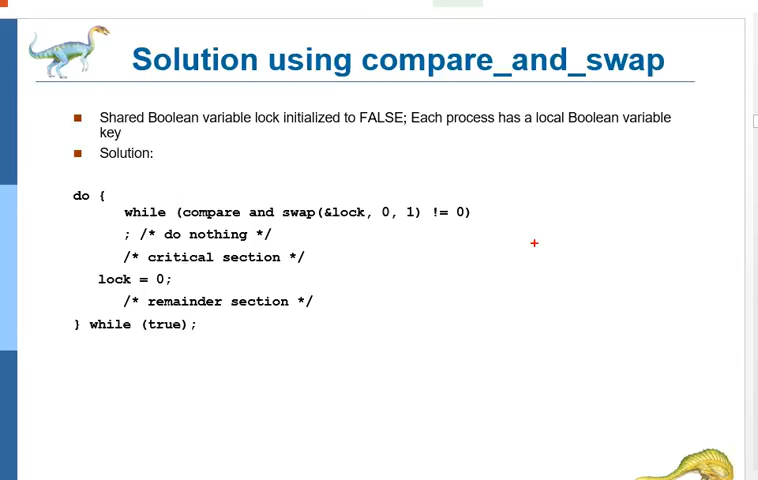 Solution using compare_and_swap
■ Shared Boolean variable lock initialized to FALSE; Each process has a local Boolean variable
key
■ Solution:
do {
while (compare and swap(&lock, 0, 1) != 0)
; /* do nothing */
/* critical section */
lock = 0;
/* remainder section */
} while (true);